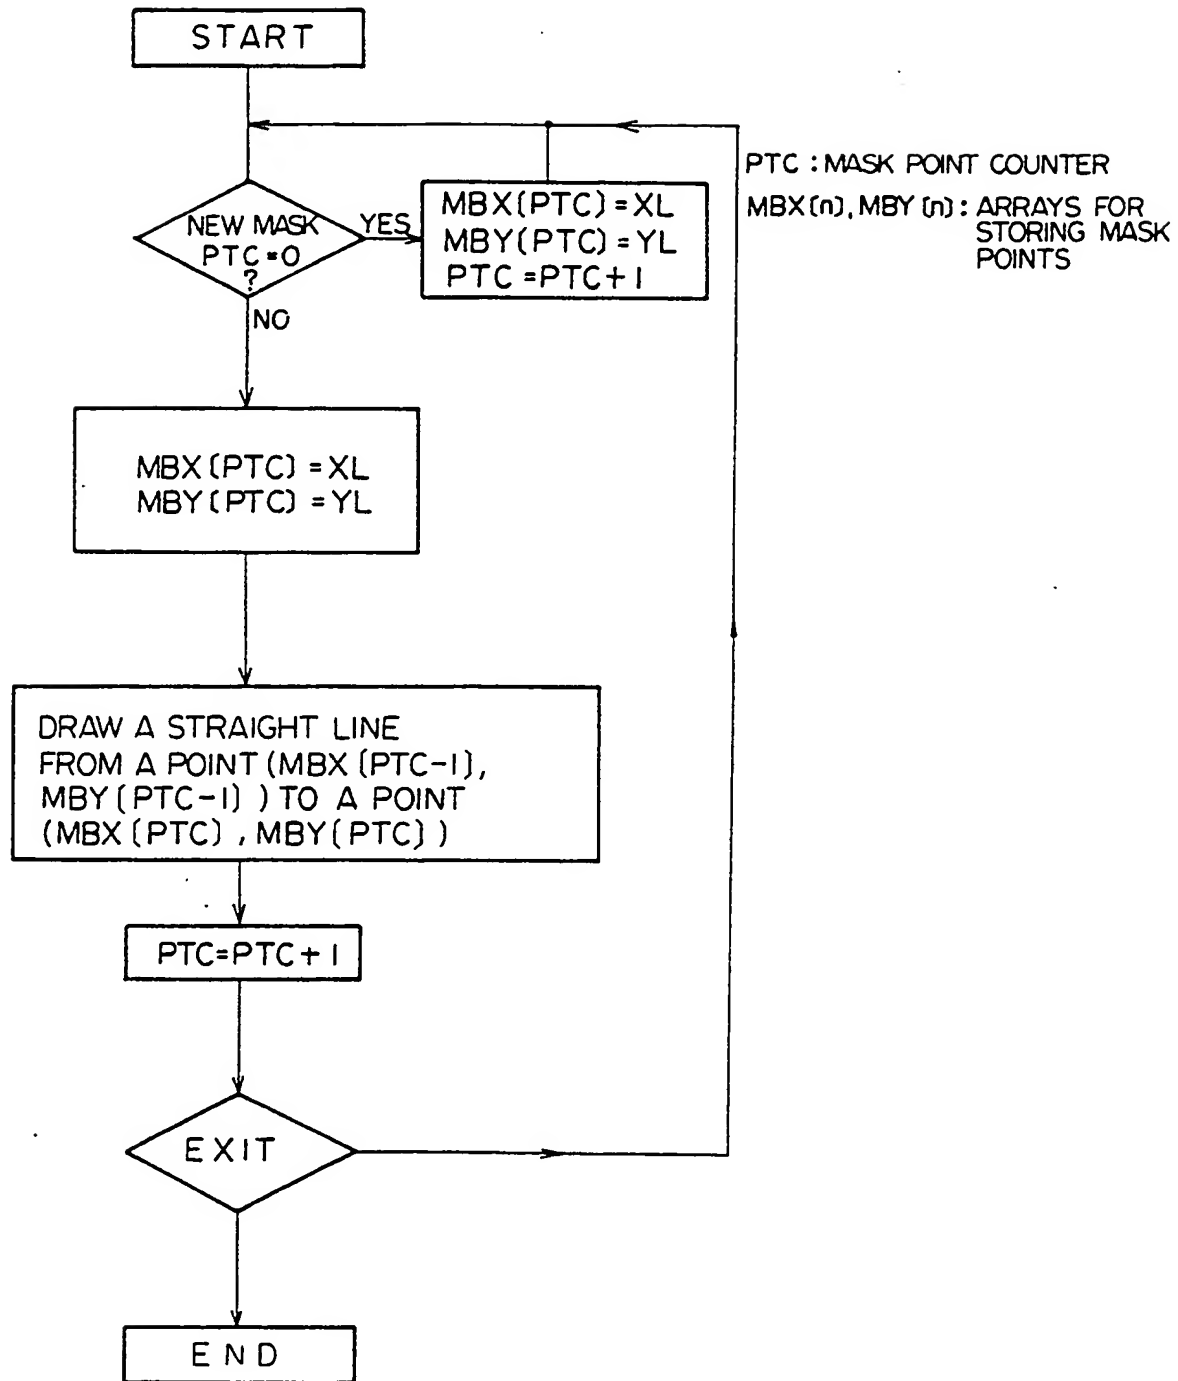 START
NEW MASK
PTC=0
?
YES
NO
MBX(PTC)=XL
MBY(PTC)=YL
PTC=PTC+1
PTC : MASK POINT COUNTER
MBX(n), MBY(n): ARRAYS FOR
STORING MASK
POINTS
MBX(PTC) = XL
MBY(PTC) = YL
DRAW A STRAIGHT LINE
FROM A POINT (MBX(PTC-1),
MBY(PTC-1) ) TO A POINT
(MBX(PTC) , MBY(PTC) )
PTC=PTC+1
EXIT
END